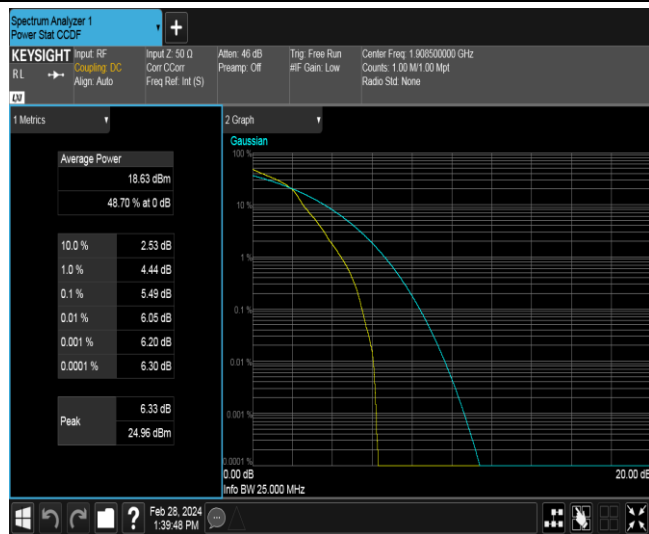 Spectrum Analyzer 1
Power Stat CCDF
+
KEYSIGHT
RL
LXI
Input: RF
Coupling: DC
Align: Auto
Input Z: 50 Ω
Corr CCorr
Freq Ref: Int (S)
Atten: 46 dB
Preamp: Off
Trig: Free Run
#IF Gain: Low
Center Freq: 1.908500000 GHz
Counts: 1.00 M/1.00 Mpt
Radio Std: None
1 Metrics
Average Power
18.63 dBm
48.70 % at 0 dB
10.0 % 2.53 dB
1.0 % 4.44 dB
0.1 % 5.49 dB
0.01 % 6.05 dB
0.001 % 6.20 dB
0.0001 % 6.30 dB
Peak
6.33 dB
24.96 dBm
2 Graph
Gaussian
100 %
10 %
1 %
0.1 %
0.01 %
0.001 %
0.0001 %
0.00 dB 20.00 dB
Info BW 25.000 MHz
?
Feb 28, 2024
1:39:48 PM